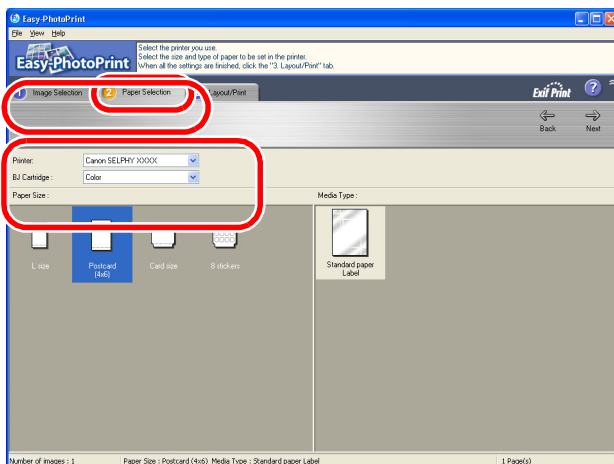 Easy-PhotoPrint
File View Help
Easy-PhotoPrint
Select the printer you use.
Select the size and type of paper to be set in the printer.
When all the settings are finished, click the "3. Layout/Print" tab.
1 Image Selection
2 Paper Selection
Layout/Print
Exif Print
?
Back
Next
Printer:
Canon SELPHY XXXX
BJ Cartridge :
Color
Paper Size :
Media Type :
L size
Postcard
(4x6)
Card size
8 stickers
Standard paper
Label
Number of images : 1
Paper Size : Postcard (4x6) Media Type : Standard paper Label
1 Page(s)